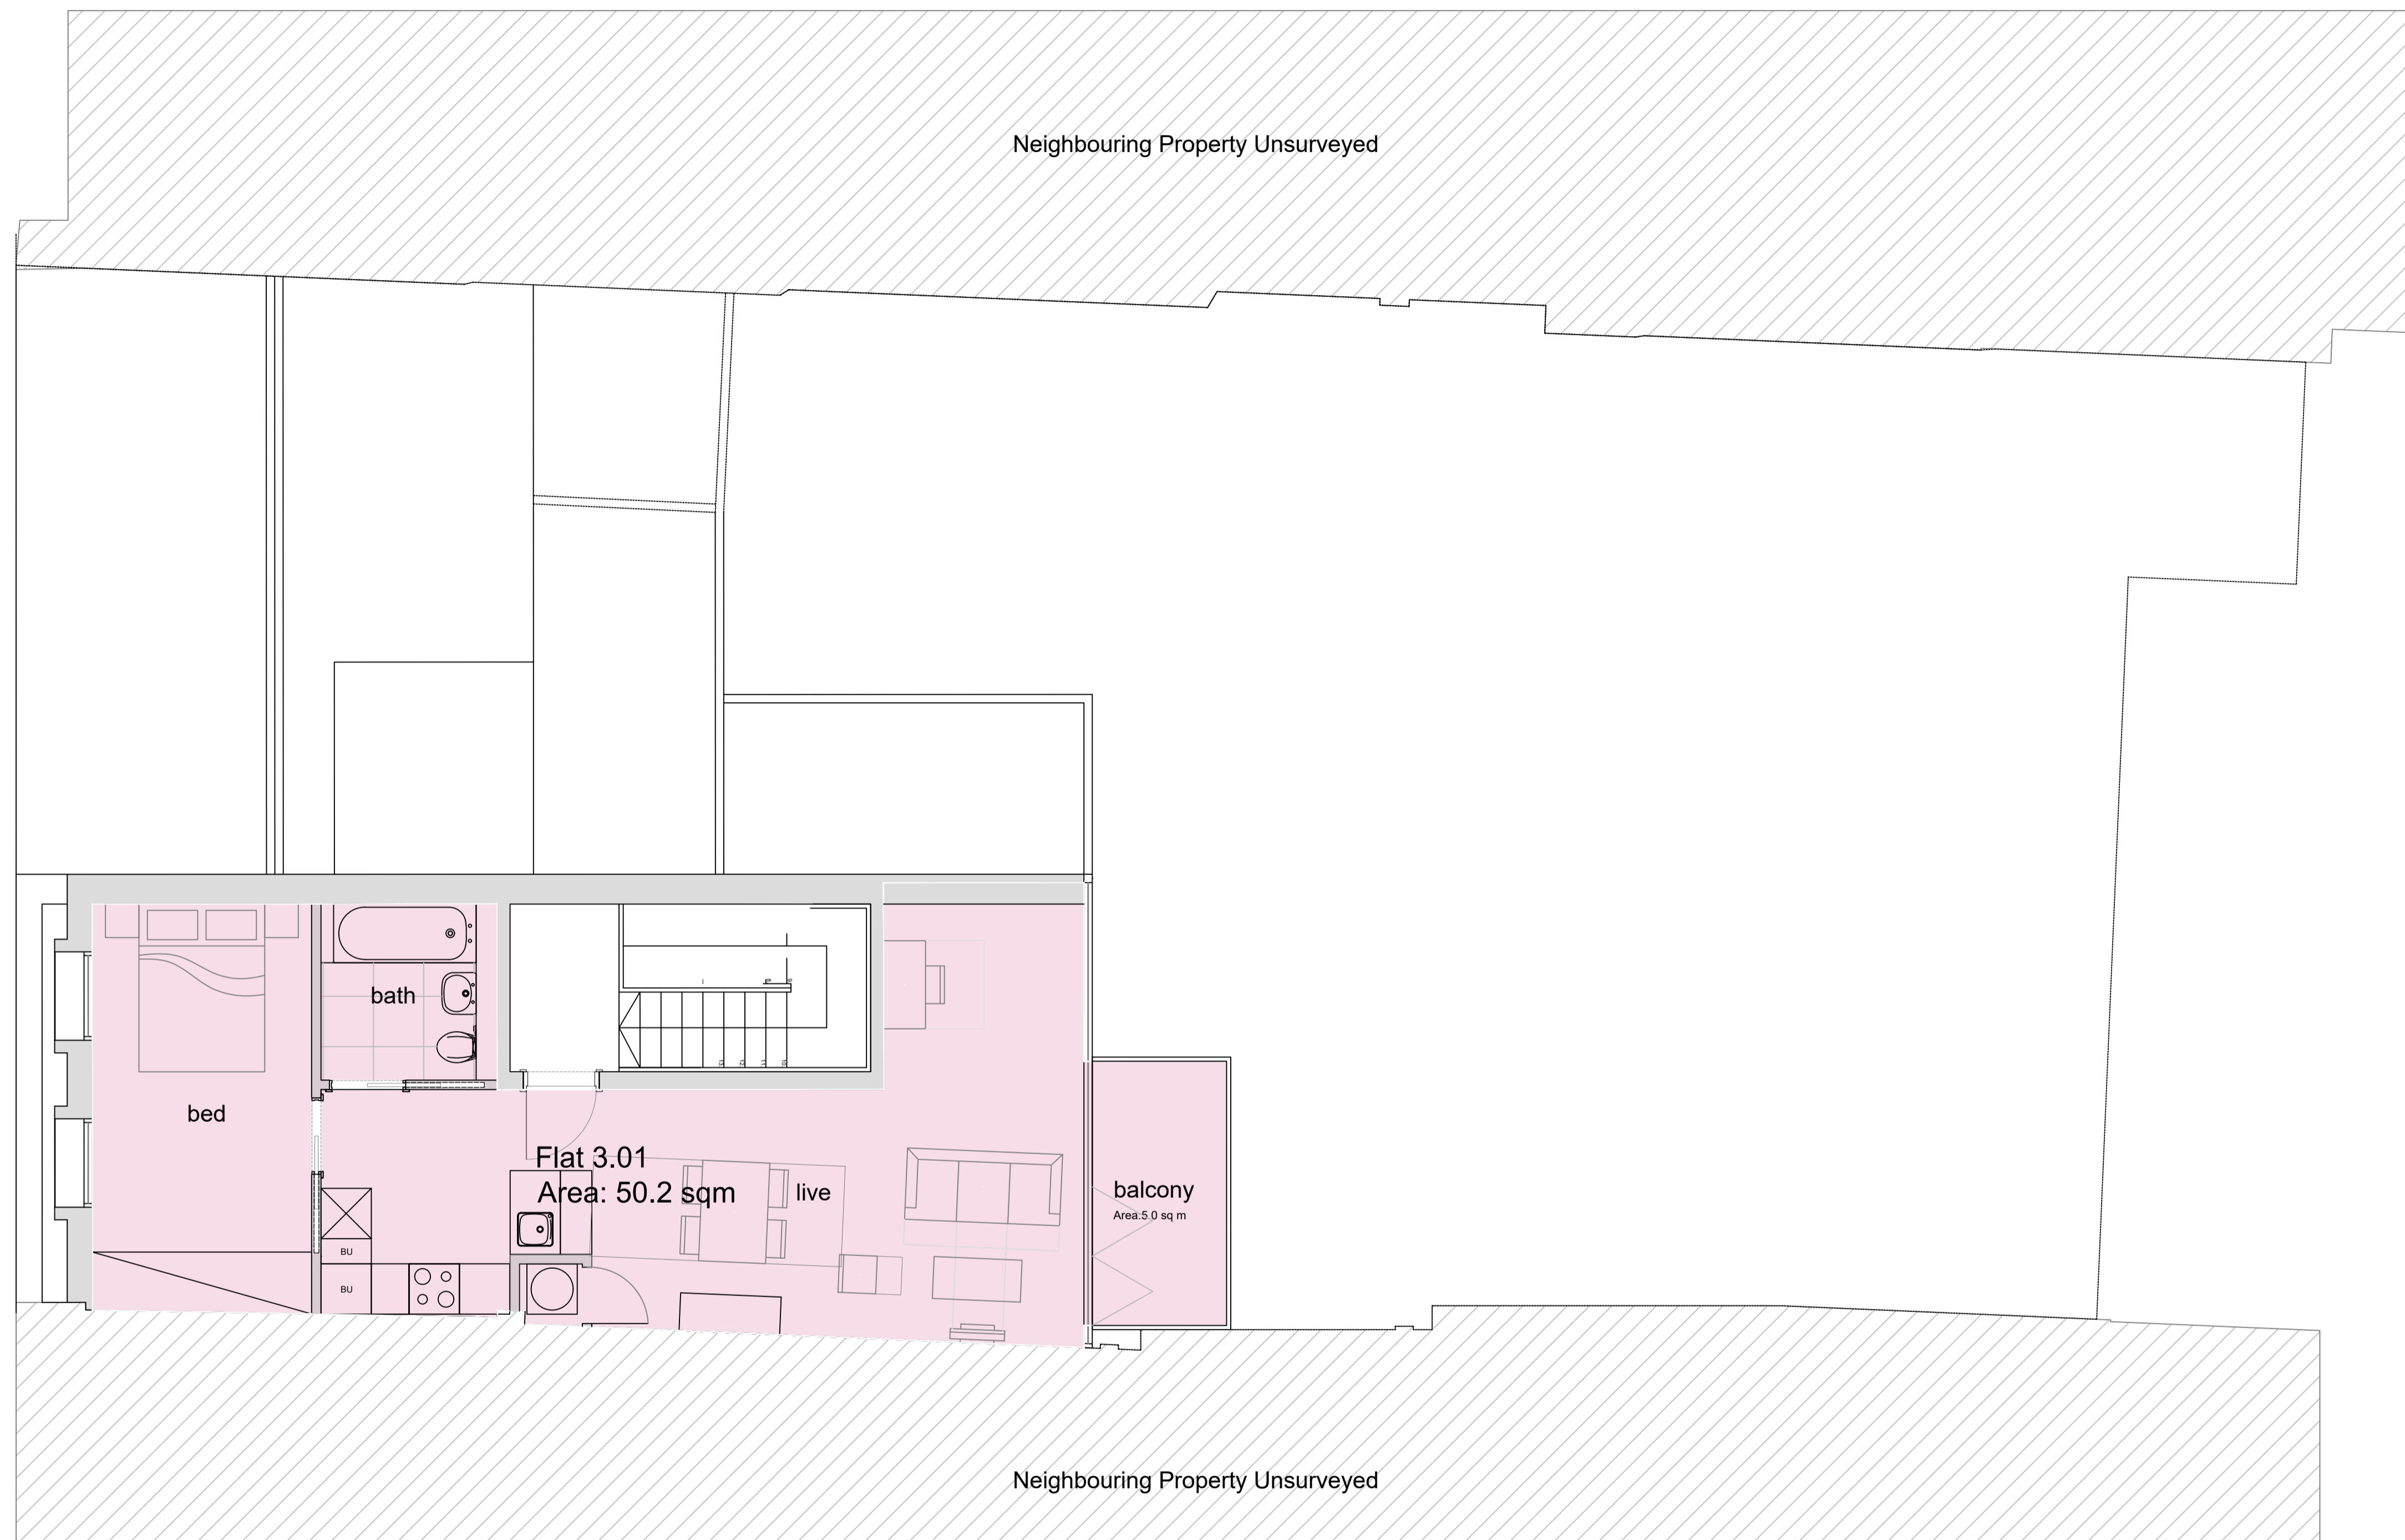 Neighbouring Property Unsurveyed
bath
bed
Flat 3.01
Area: 50.2 sqm
live
balcony
Area:5.0 sq m
BU
BU
Neighbouring Property Unsurveyed